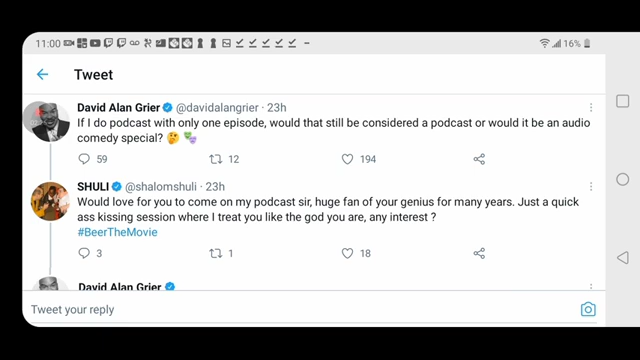 11:00
16%
Tweet
David Alan Grier @davidalangrier · 23h
If I do podcast with only one episode, would that still be considered a podcast or would it be an audio
comedy special? 🤔 🎭
59 12 194
SHULI @shalomshuli · 23h
Would love for you to come on my podcast sir, huge fan of your genius for many years. Just a quick
ass kissing session where I treat you like the god you are, any interest ?
#BeerTheMovie
3 1 18
David Alan Grier
Tweet your reply